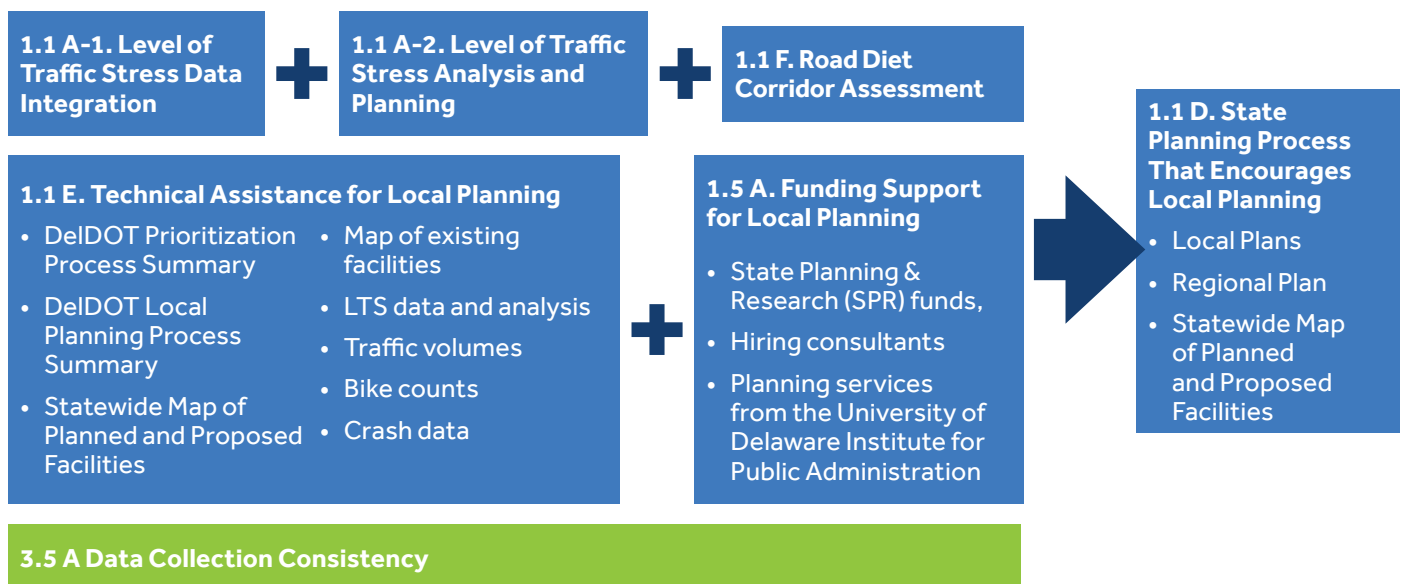 1.1 A-1. Level of
Traffic Stress Data
Integration
1.1 A-2. Level of Traffic
Stress Analysis and
Planning
1.1 F. Road Diet
Corridor Assessment
1.1 E. Technical Assistance for Local Planning
• DelDOT Prioritization
Process Summary
• DelDOT Local
Planning Process
Summary
• Statewide Map of
Planned and Proposed
Facilities
• Map of existing
facilities
• LTS data and analysis
• Traffic volumes
• Bike counts
• Crash data
1.5 A. Funding Support
for Local Planning
• State Planning &
Research (SPR) funds,
• Hiring consultants
• Planning services
from the University of
Delaware Institute for
Public Administration
1.1 D. State
Planning Process
That Encourages
Local Planning
• Local Plans
• Regional Plan
• Statewide Map
of Planned
and Proposed
Facilities
3.5 A Data Collection Consistency